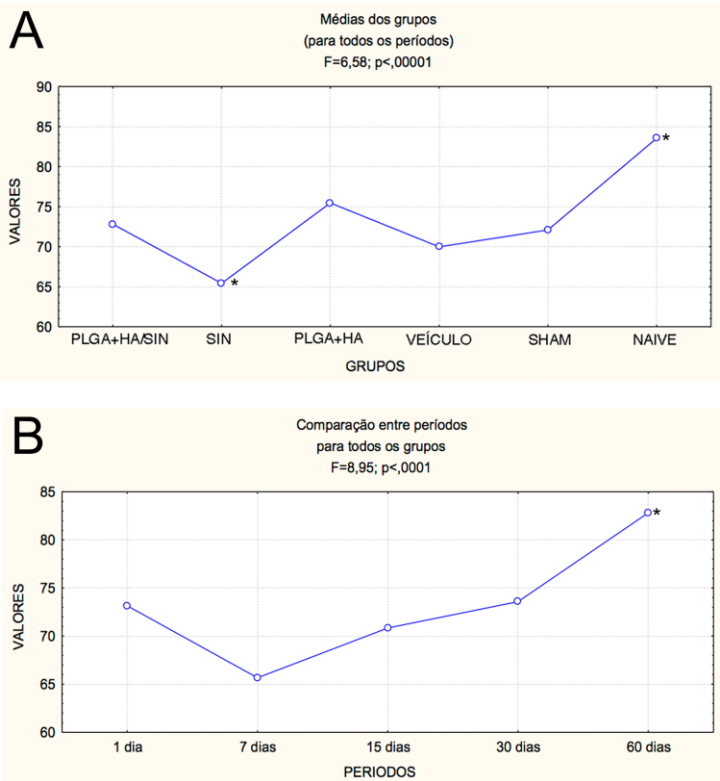 A
Médias dos grupos
(para todos os períodos)
F=6,58; p<,00001
90
85
80
75
70
65
60
VALORES
*
*
PLGA+HA/SIN SIN PLGA+HA VEÍCULO SHAM NAIVE
GRUPOS
B
Comparação entre períodos
para todos os grupos
F=8,95; p<,0001
85
80
75
70
65
60
VALORES
*
1 dia 7 dias 15 dias 30 dias 60 dias
PERIODOS